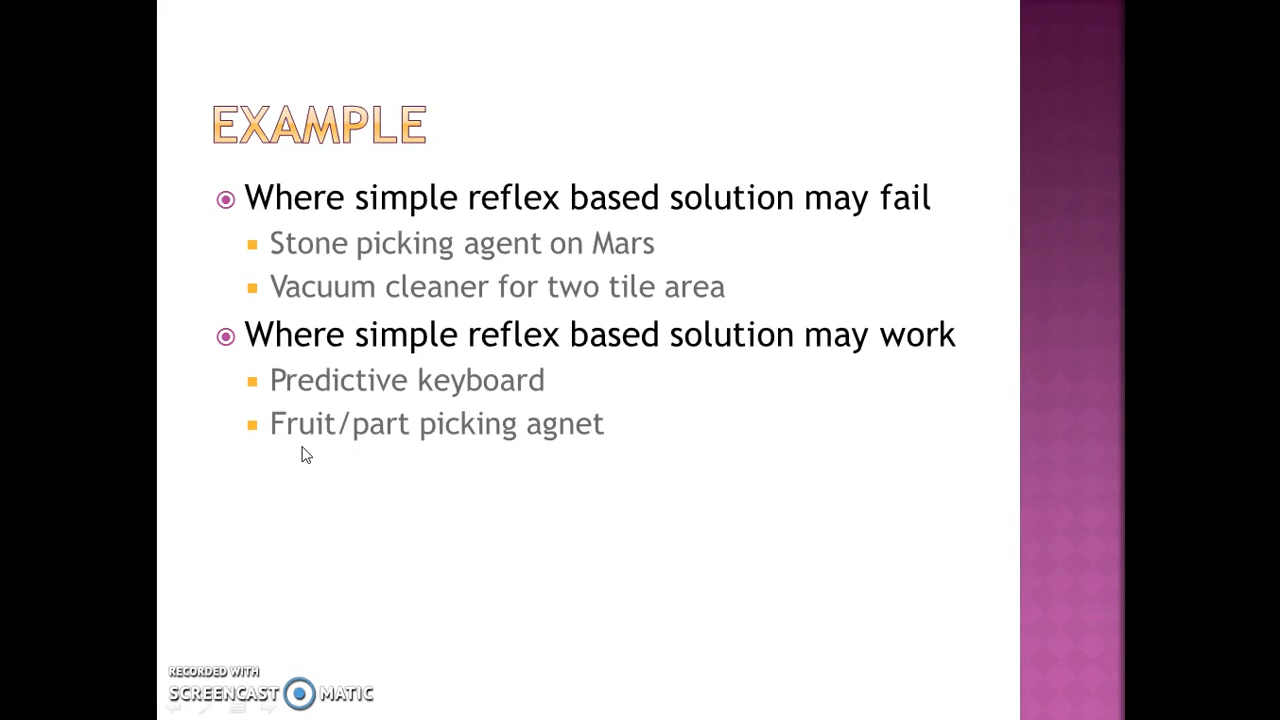 EXAMPLE
Where simple reflex based solution may fail
Stone picking agent on Mars
Vacuum cleaner for two tile area
Where simple reflex based solution may work
Predictive keyboard
Fruit/part picking agnet
RECORDED WITH
SCREENCAST MATIC